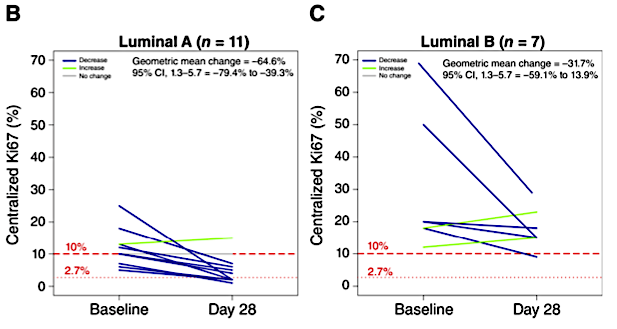 B
Luminal A (n = 11)
Decrease
Increase
No change
Geometric mean change = −64.6%
95% CI, 1.3–5.7 = −79.4% to −39.3%
Centralized Ki67 (%)
70
60
50
40
30
20
10
0
10%
2.7%
Baseline
Day 28
C
Luminal B (n = 7)
Decrease
Increase
No change
Geometric mean change = −31.7%
95% CI, 1.3–5.7 = −59.1% to 13.9%
Centralized Ki67 (%)
70
60
50
40
30
20
10
0
10%
2.7%
Baseline
Day 28